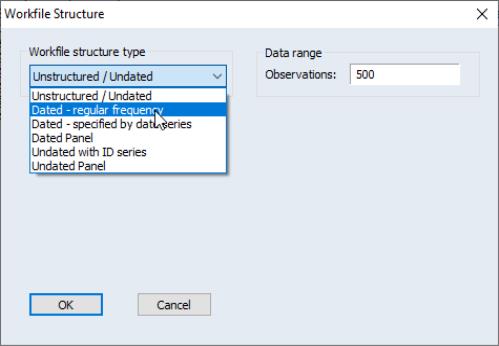 Workfile Structure
Workfile structure type
Unstructured / Undated
Unstructured / Undated
Dated - regular frequency
Dated - specified by date series
Dated Panel
Undated with ID series
Undated Panel
Data range
Observations: 500
OK
Cancel